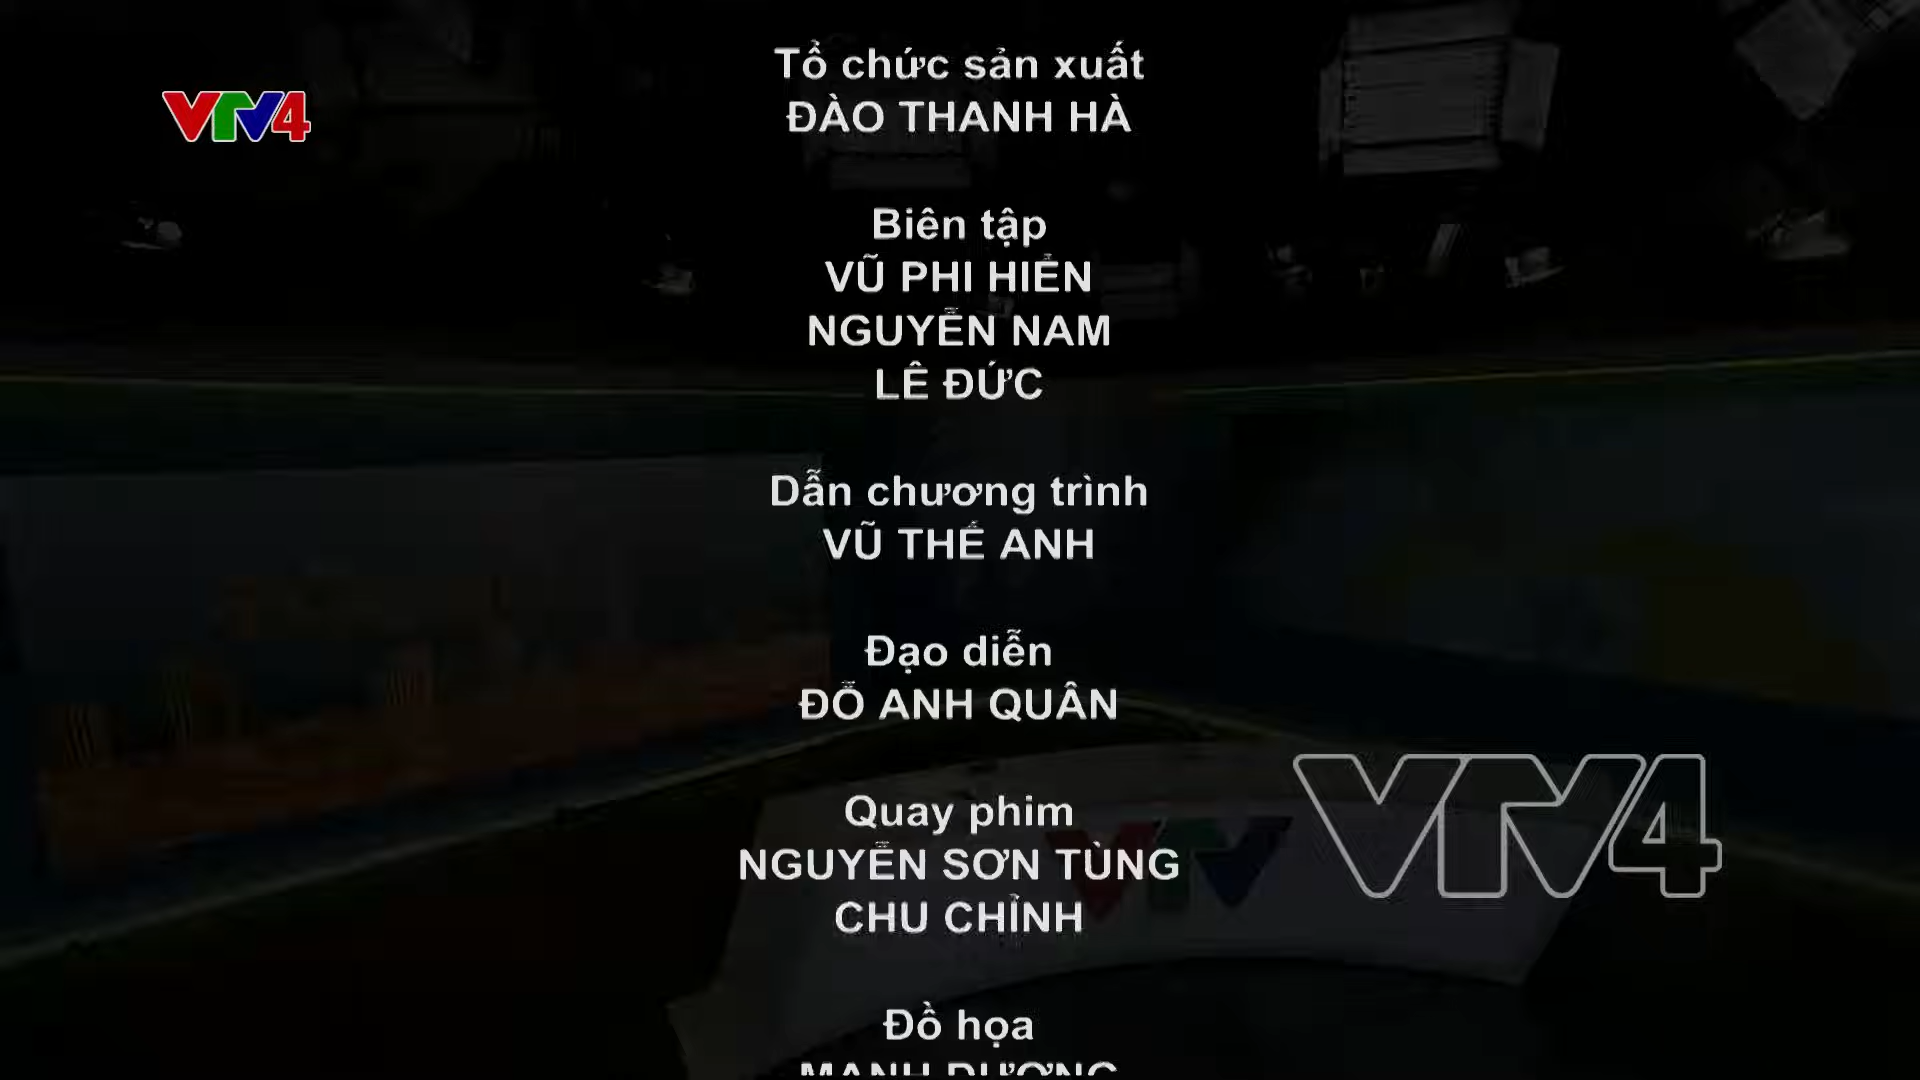 Tổ chức sản xuất
ĐÀO THANH HÀ
VTV4
Biên tập
VŨ PHI HIỂN
NGUYỄN NAM
LÊ ĐỨC
Dẫn chương trình
VŨ THẾ ANH
Đạo diễn
ĐỖ ANH QUÂN
Quay phim
NGUYỄN SƠN TÙNG
CHU CHỈNH
VTV
VTV4
Đồ họa